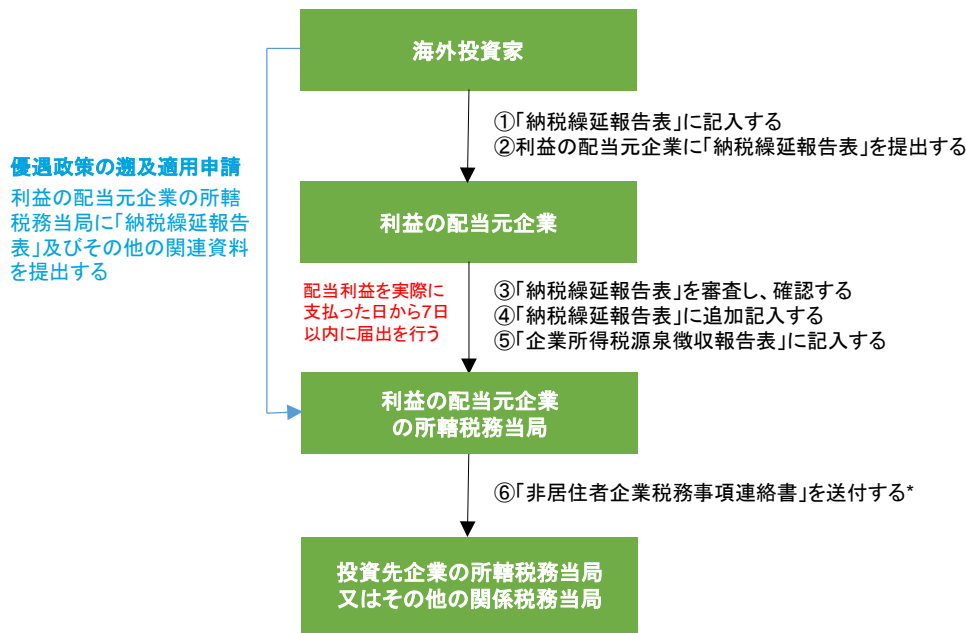 海外投資家
①「納税繰延報告表」に記入する
②利益の配当元企業に「納税繰延報告表」を提出する
優遇政策の遡及適用申請
利益の配当元企業の所轄
税務当局に「納税繰延報告
表」及びその他の関連資料
を提出する
利益の配当元企業
配当利益を実際に
支払った日から7日
以内に届出を行う
③「納税繰延報告表」を審査し、確認する
④「納税繰延報告表」に追加記入する
⑤「企業所得税源泉徴収報告表」に記入する
利益の配当元企業
の所轄税務当局
⑥「非居住者企業税務事項連絡書」を送付する*
投資先企業の所轄税務当局
又はその他の関係税務当局